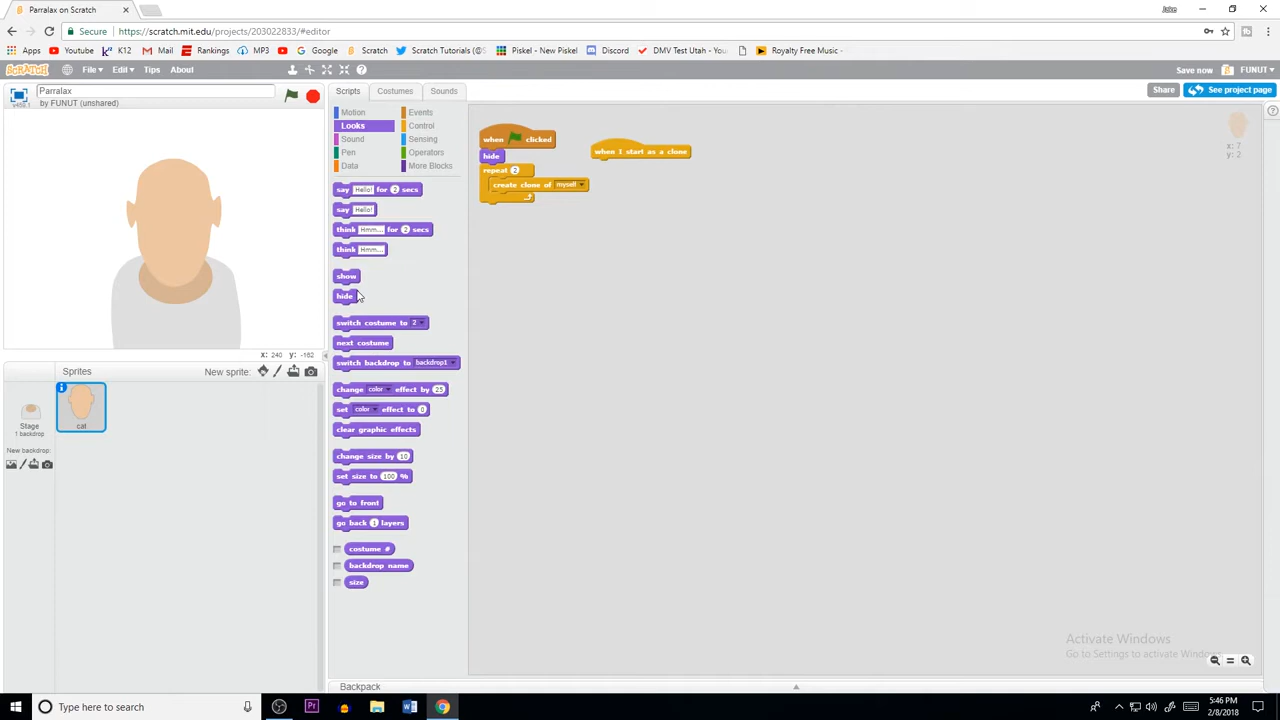 Parralax on Scratch
Jake
Secure
https://scratch.mit.edu/projects/203022833/#editor
Apps
Youtube
K12
Mail
Rankings
MP3
Google
Scratch
Scratch Tutorials (@
Piskel - New Piskel
Discord
DMV Test Utah - You
Royalty Free Music -
SCRATCH
File
Edit
Tips
About
Save now
FUNUT
Parralax
by FUNUT (unshared)
Scripts
Costumes
Sounds
Share
See project page
Motion
Events
Looks
Control
Sound
Sensing
Pen
Operators
Data
More Blocks
say Hello! for 2 secs
say Hello!
think Hmm... for 2 secs
think Hmm...
show
hide
switch costume to 2
next costume
switch backdrop to backdrop1
change color effect by 25
set color effect to 0
clear graphic effects
change size by 10
set size to 100 %
go to front
go back 1 layers
costume #
backdrop name
size
when clicked
hide
repeat 2
create clone of myself
when I start as a clone
x: 7
y: 2
x: 240 y: -162
Sprites
New sprite:
Stage
1 backdrop
New backdrop:
cat
Activate Windows
Go to Settings to activate Windows.
Backpack
Type here to search
5:46 PM
2/8/2018